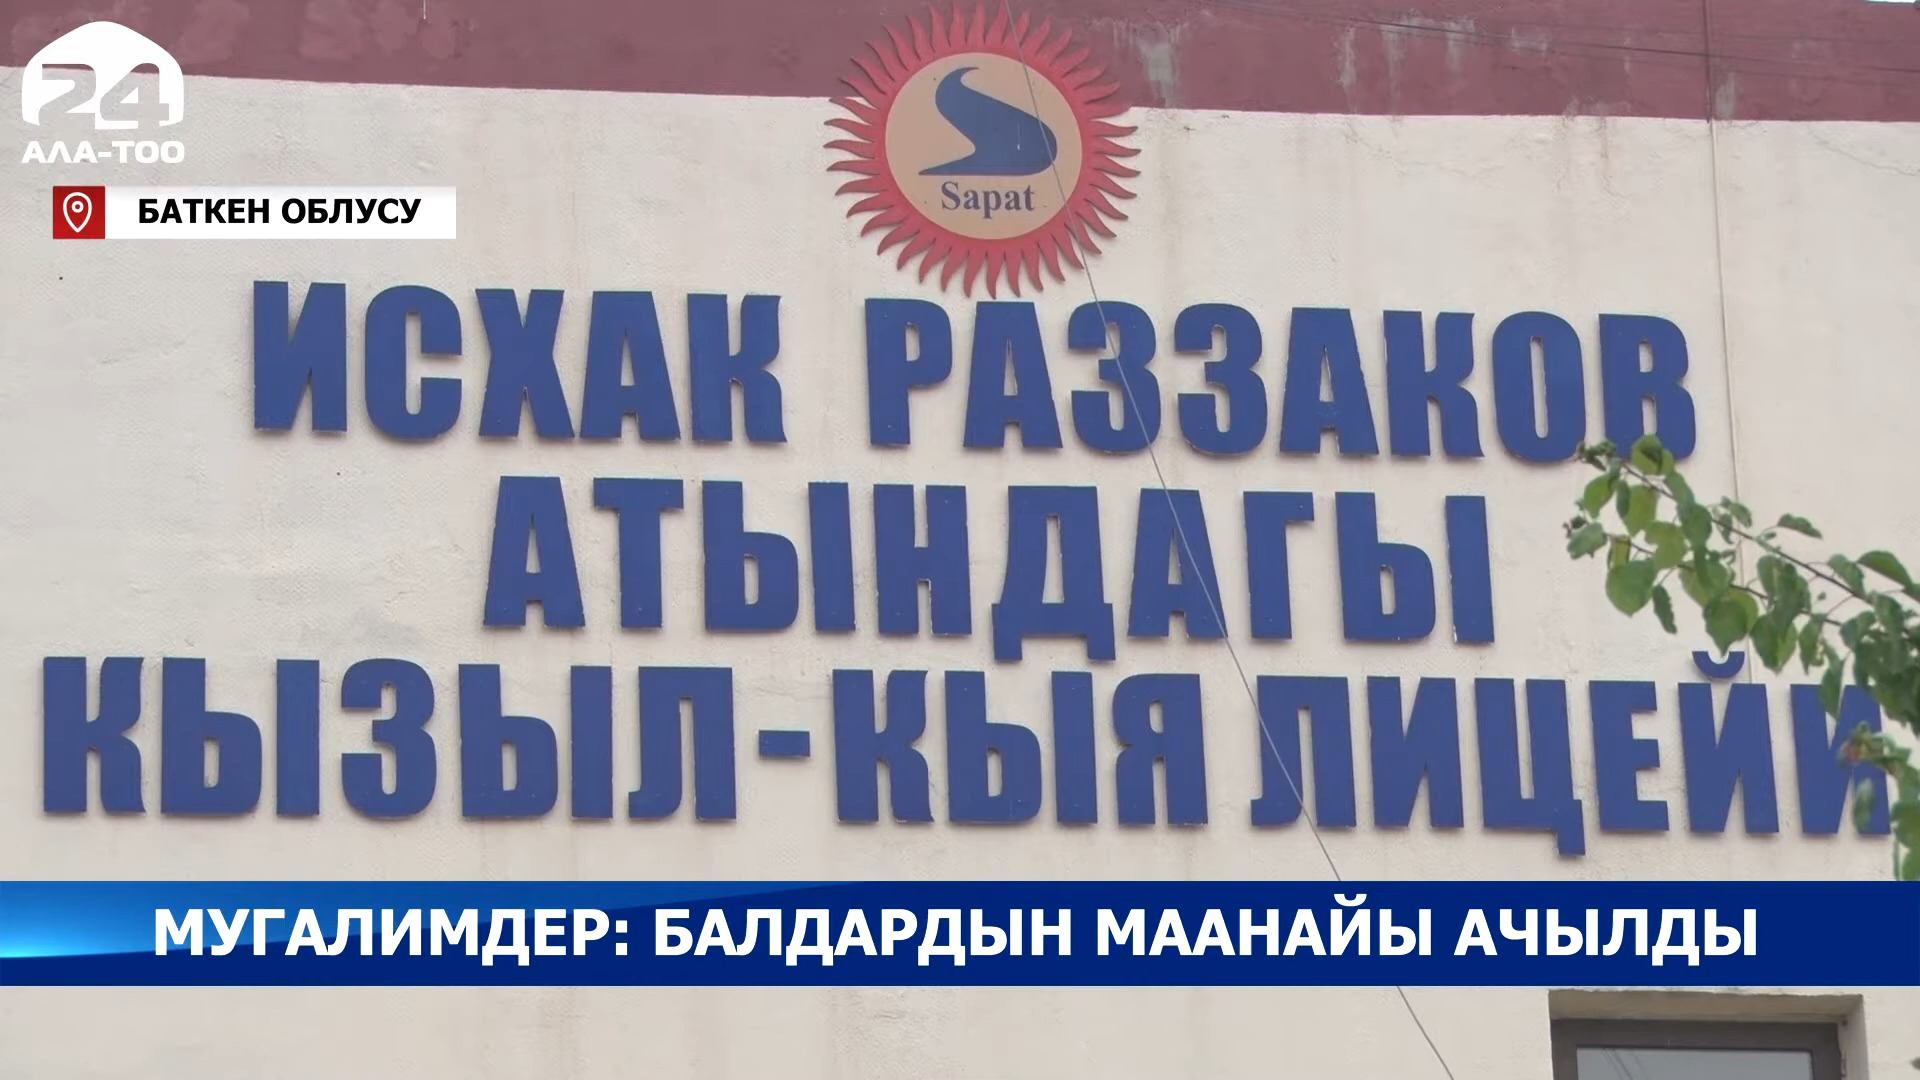 24
АЛА-ТОО
БАТКЕН ОБЛУСУ
Sapat
ИСХАК РАЗЗАКОВ
АТЫНДАГЫ
КЫЗЫЛ-КЫЯ ЛИЦЕЙИ
МУГАЛИМДЕР: БАЛДАРДЫН МААНАЙЫ АЧЫЛДЫ